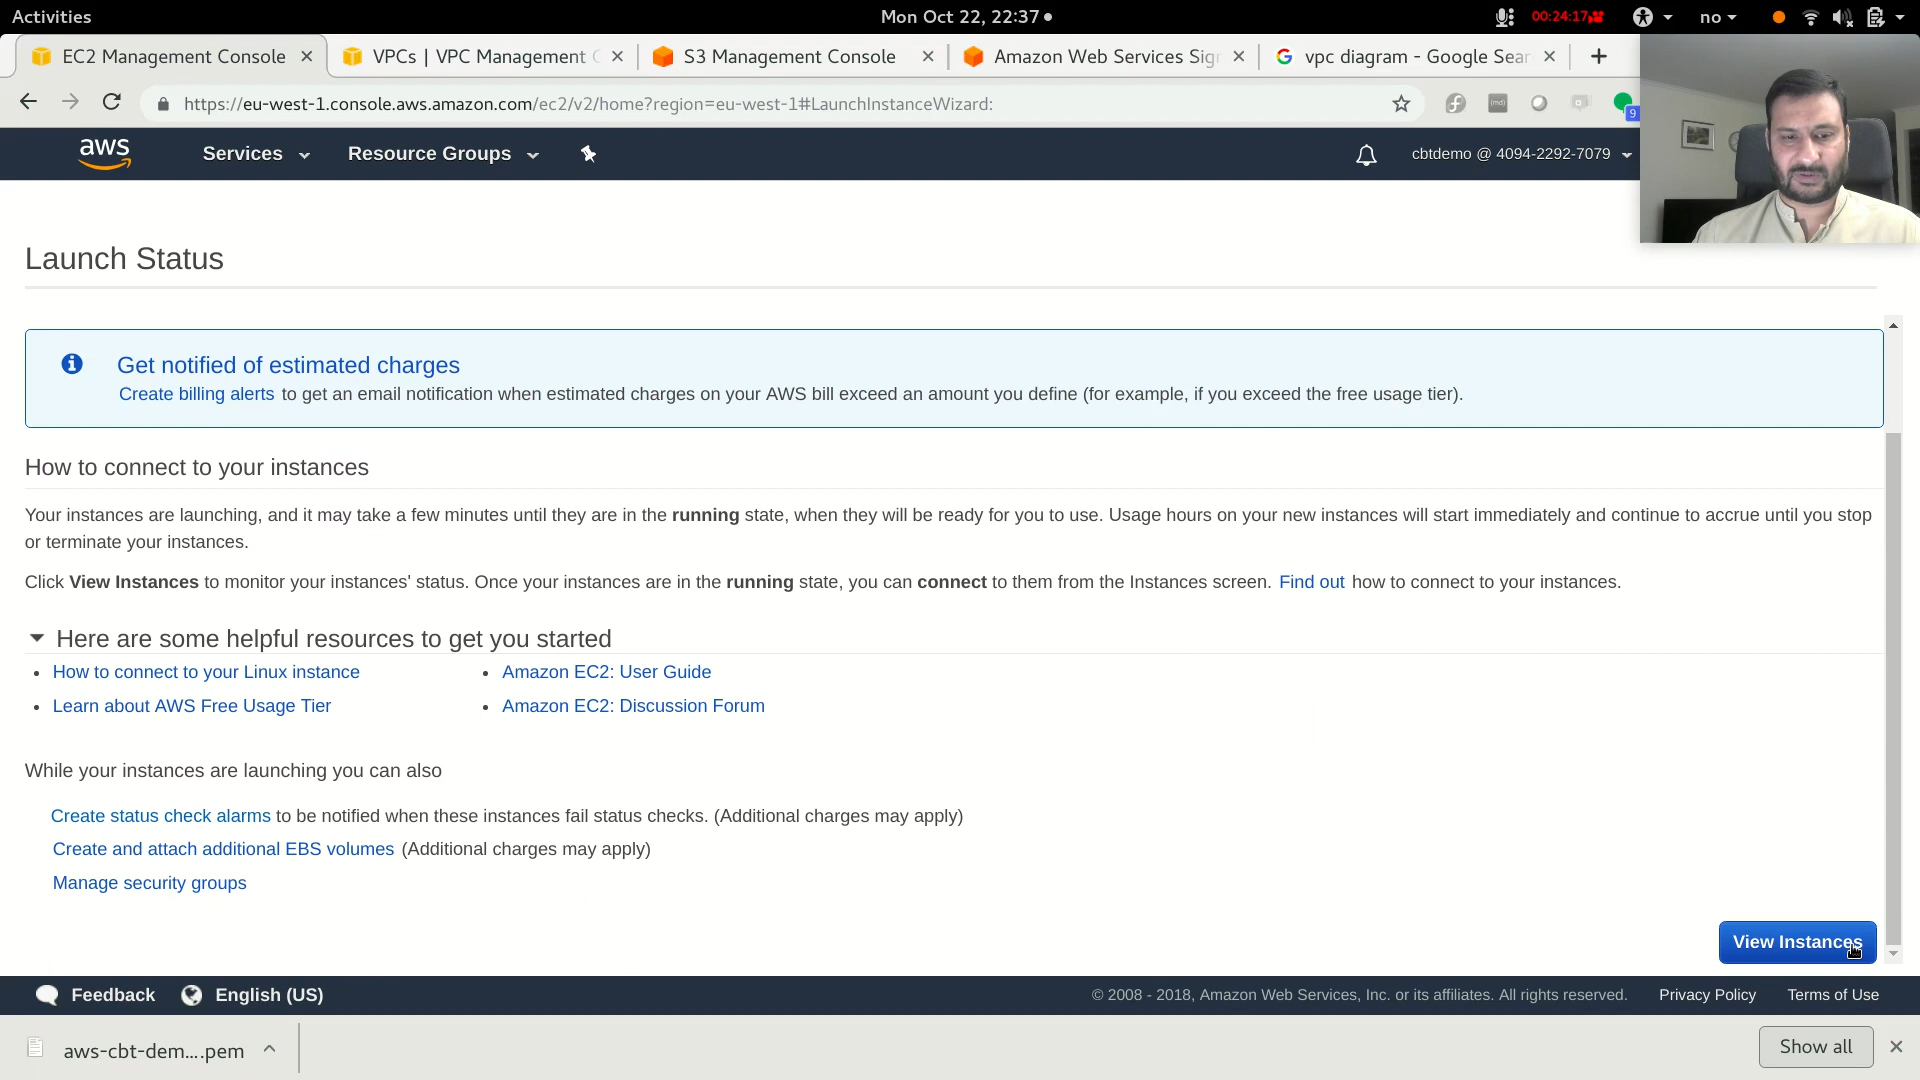 Activities
Mon Oct 22, 22:37
00:24:17
no
EC2 Management Console
VPCs | VPC Management C
S3 Management Console
Amazon Web Services Sig
vpc diagram - Google Sear
https://eu-west-1.console.aws.amazon.com/ec2/v2/home?region=eu-west-1#LaunchInstanceWizard:
9
aws
Services
Resource Groups
cbtdemo @ 4094-2292-7079
Launch Status
Get notified of estimated charges
Create billing alerts to get an email notification when estimated charges on your AWS bill exceed an amount you define (for example, if you exceed the free usage tier).
How to connect to your instances
Your instances are launching, and it may take a few minutes until they are in the running state, when they will be ready for you to use. Usage hours on your new instances will start immediately and continue to accrue until you stop
or terminate your instances.
Click View Instances to monitor your instances' status. Once your instances are in the running state, you can connect to them from the Instances screen. Find out how to connect to your instances.
Here are some helpful resources to get you started
• How to connect to your Linux instance
• Amazon EC2: User Guide
• Learn about AWS Free Usage Tier
• Amazon EC2: Discussion Forum
While your instances are launching you can also
Create status check alarms to be notified when these instances fail status checks. (Additional charges may apply)
Create and attach additional EBS volumes (Additional charges may apply)
Manage security groups
View Instances
Feedback
English (US)
© 2008 - 2018, Amazon Web Services, Inc. or its affiliates. All rights reserved.
Privacy Policy
Terms of Use
aws-cbt-dem....pem
Show all